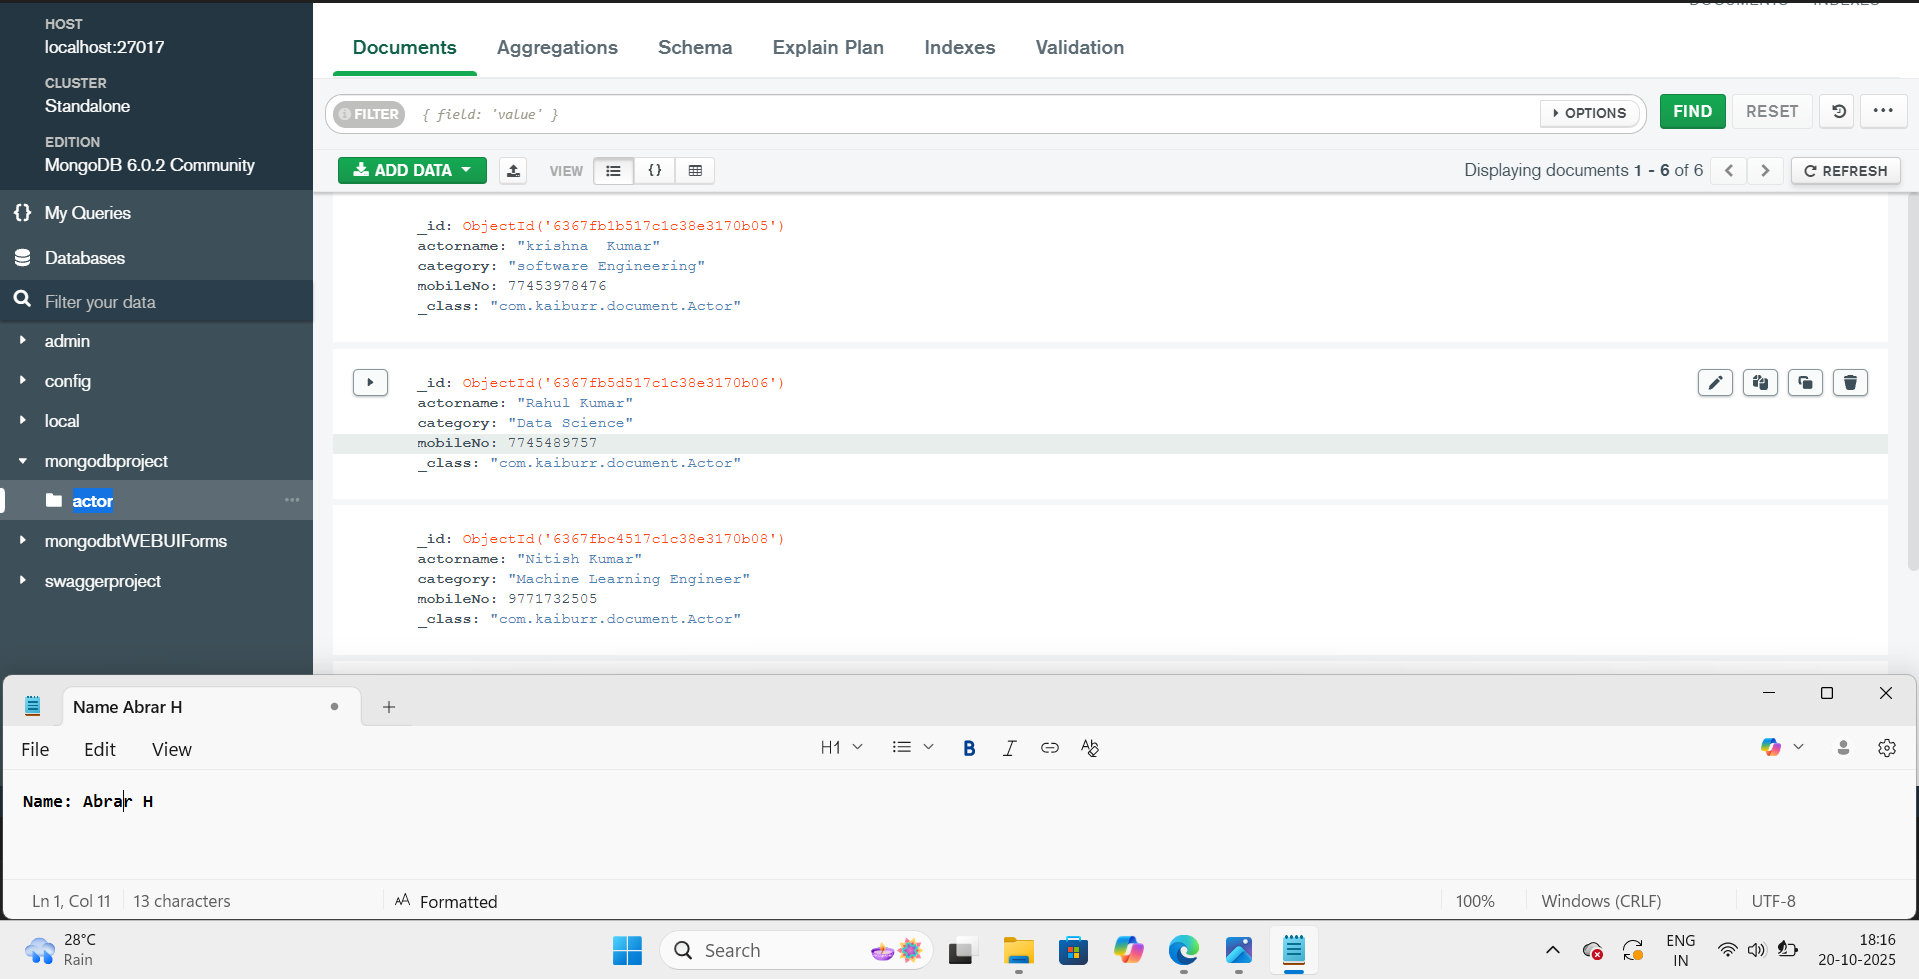 HOST
localhost:27017
CLUSTER
Standalone
EDITION
MongoDB 6.0.2 Community
{} My Queries
Databases
Filter your data
admin
config
local
mongodbproject
actor
mongodbtWEBUIForms
swaggerproject
DOCUMENTS INDEXES
Documents Aggregations Schema Explain Plan Indexes Validation
FILTER { field: 'value' } OPTIONS FIND RESET
ADD DATA VIEW {} Displaying documents 1 - 6 of 6 REFRESH
_id: ObjectId('6367fb1b517c1c38e3170b05')
actorname: "krishna  Kumar"
category: "software Engineering"
mobileNo: 77453978476
_class: "com.kaiburr.document.Actor"
_id: ObjectId('6367fb5d517c1c38e3170b06')
actorname: "Rahul Kumar"
category: "Data Science"
mobileNo: 7745489757
_class: "com.kaiburr.document.Actor"
_id: ObjectId('6367fbc4517c1c38e3170b08')
actorname: "Nitish Kumar"
category: "Machine Learning Engineer"
mobileNo: 9771732505
_class: "com.kaiburr.document.Actor"
Name Abrar H
File Edit View H1 B I
Name: Abrar H
Ln 1, Col 11 13 characters Formatted 100% Windows (CRLF) UTF-8
28°C
Rain
Search
ENG
IN
18:16
20-10-2025